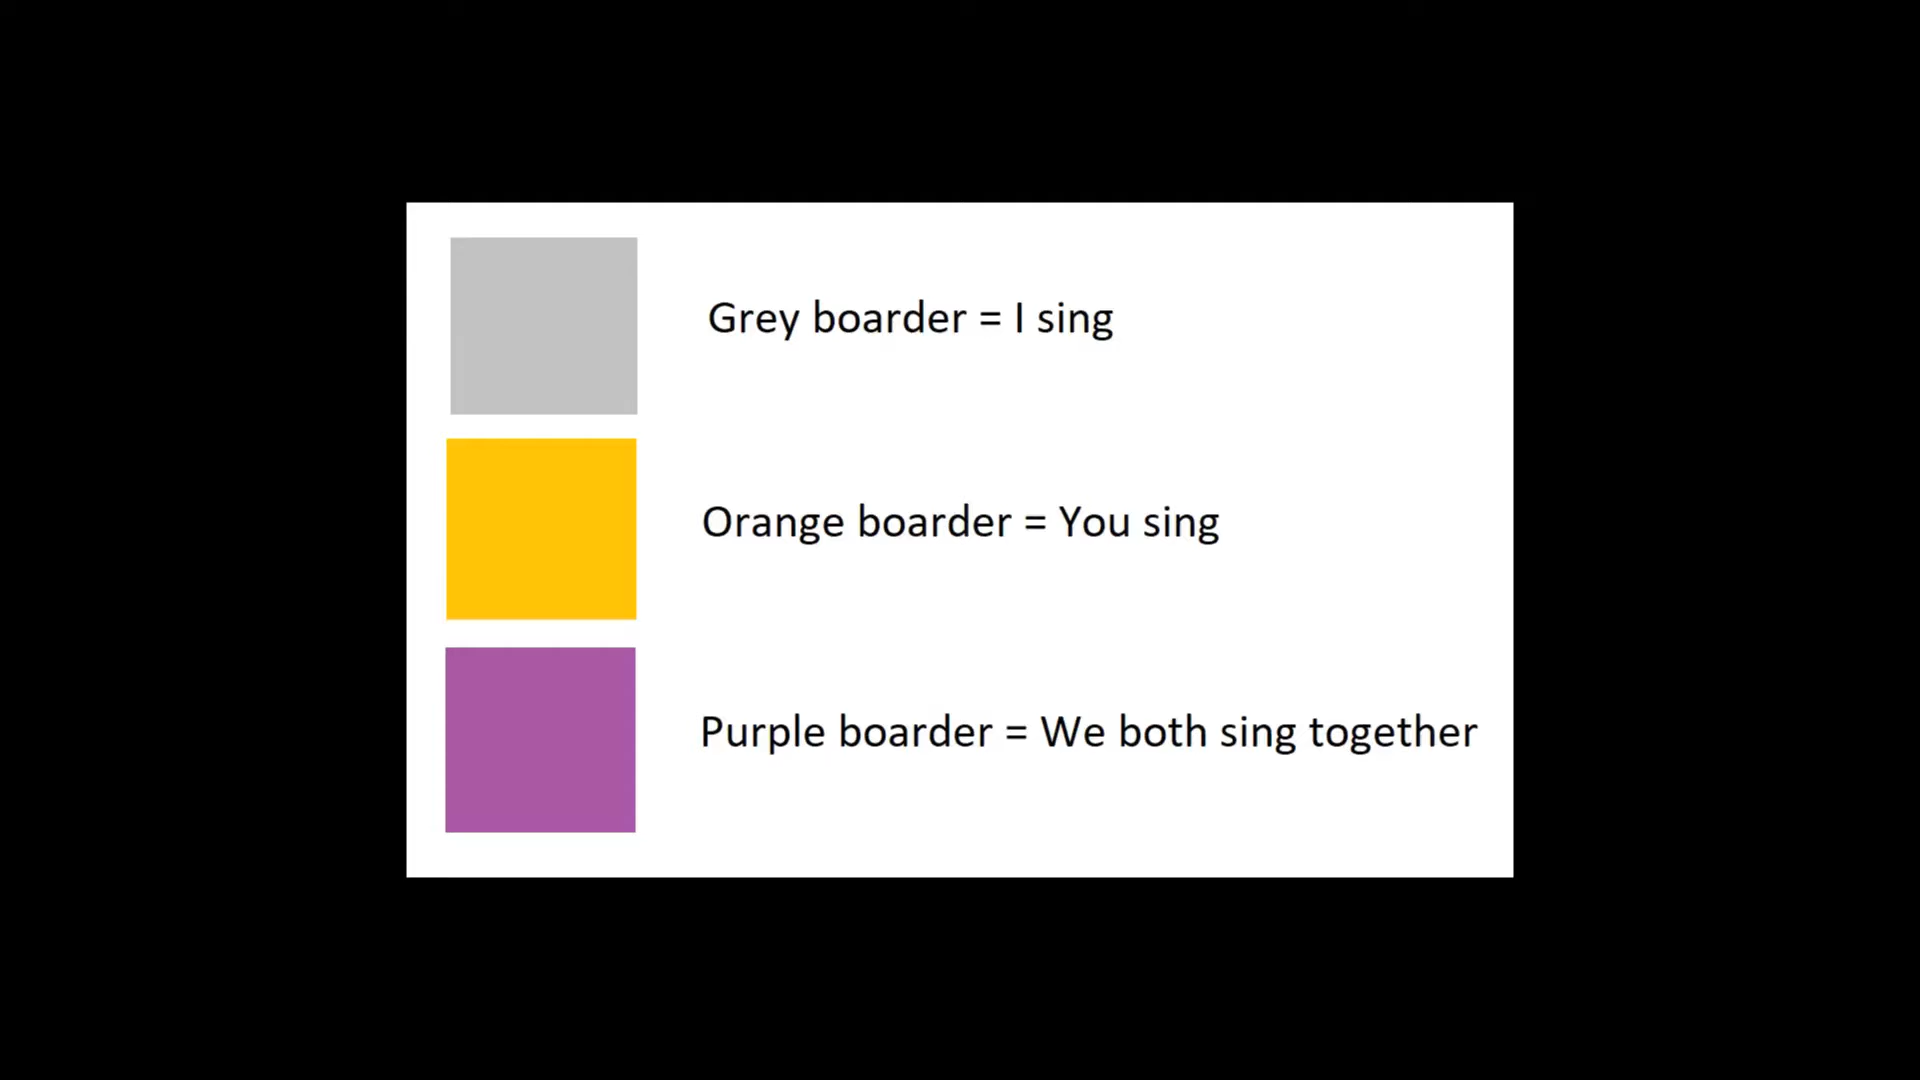 Grey boarder = I sing
Orange boarder = You sing
Purple boarder = We both sing together